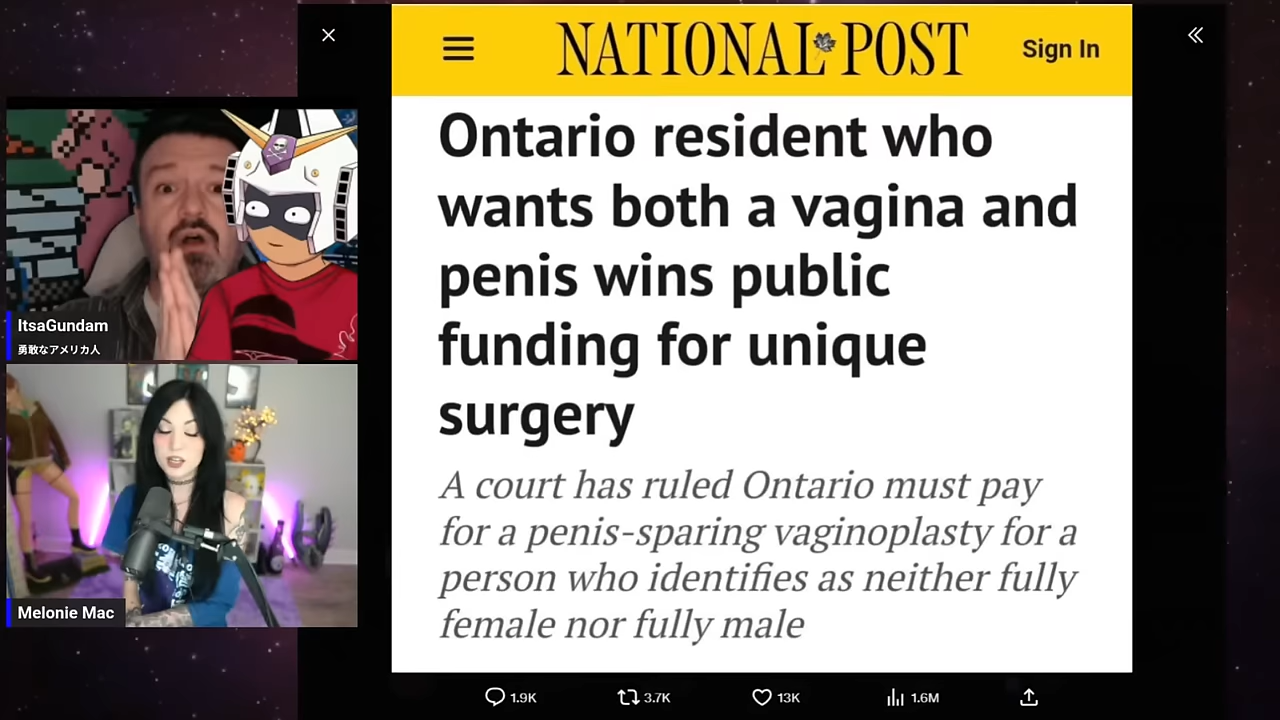 NATIONAL POST
Sign In
Ontario resident who
wants both a vagina and
penis wins public
funding for unique
surgery
A court has ruled Ontario must pay
for a penis-sparing vaginoplasty for a
person who identifies as neither fully
female nor fully male
1.9K
3.7K
13K
1.6M
ItsaGundam
勇敢なアメリカ人
Melonie Mac